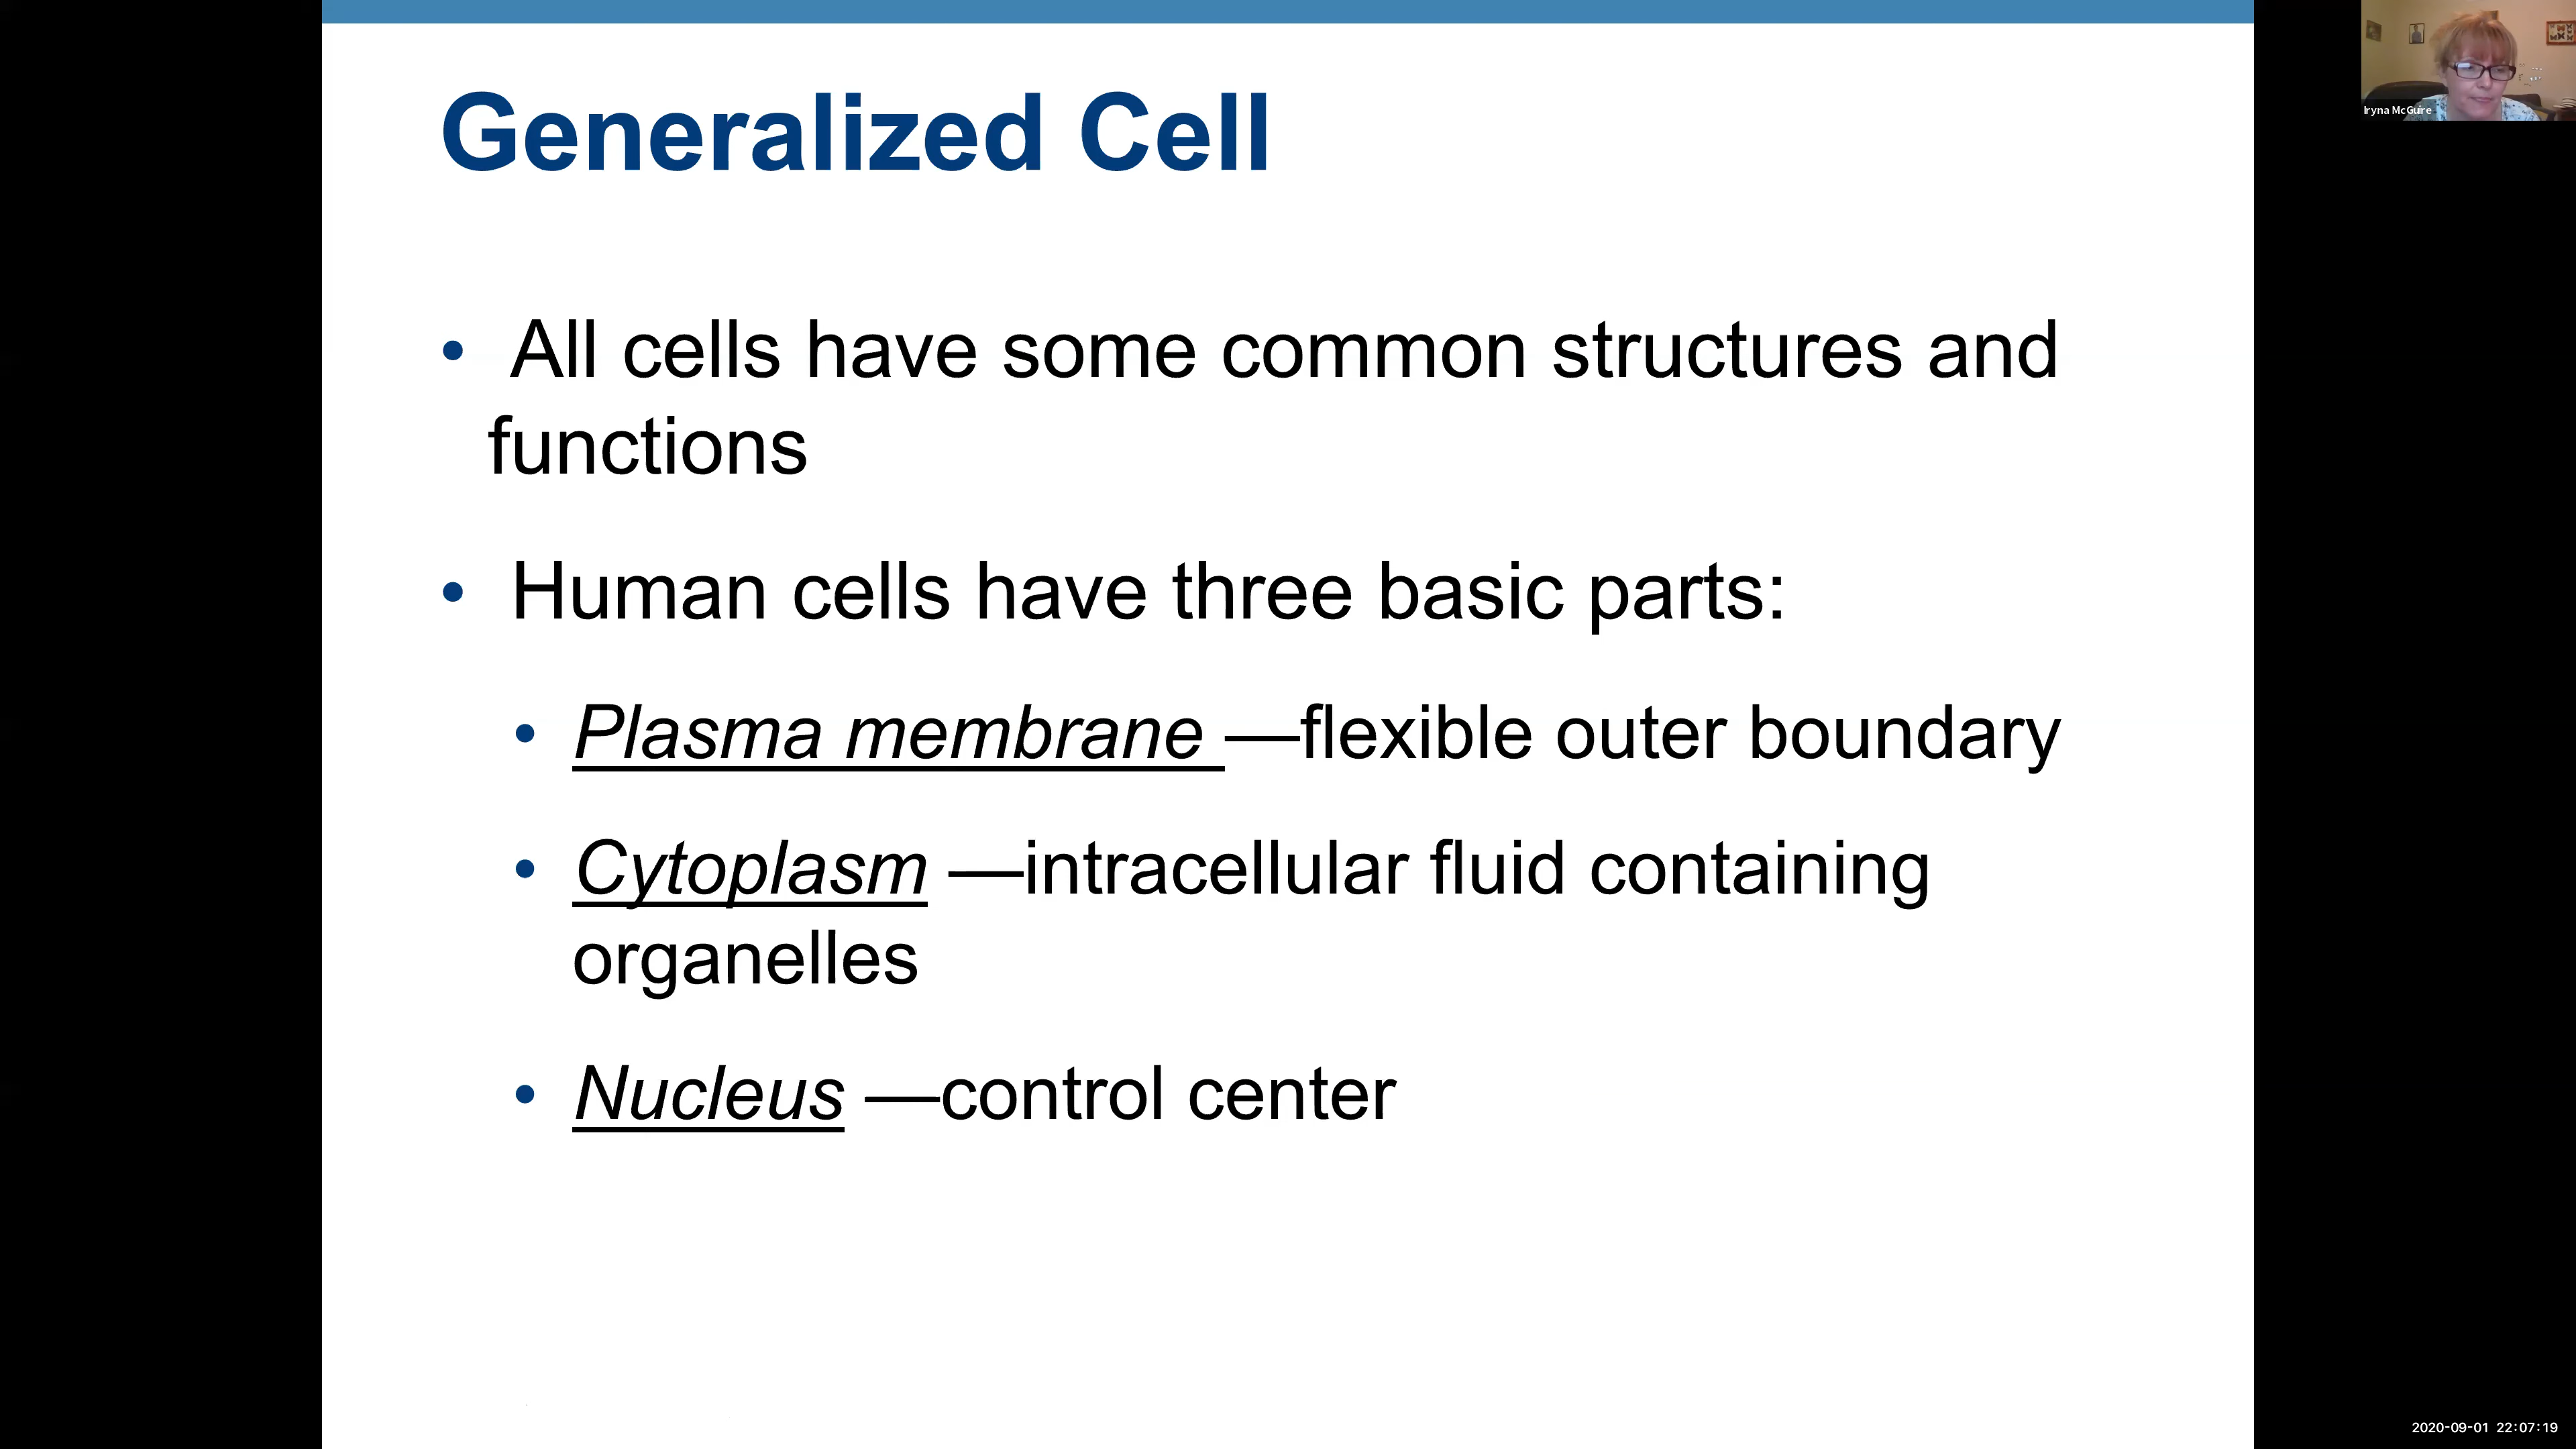 Generalized Cell
• All cells have some common structures and
functions
• Human cells have three basic parts:
• Plasma membrane —flexible outer boundary
• Cytoplasm —intracellular fluid containing
organelles
• Nucleus —control center
Iryna McGuire
2020-09-01 22:07:19